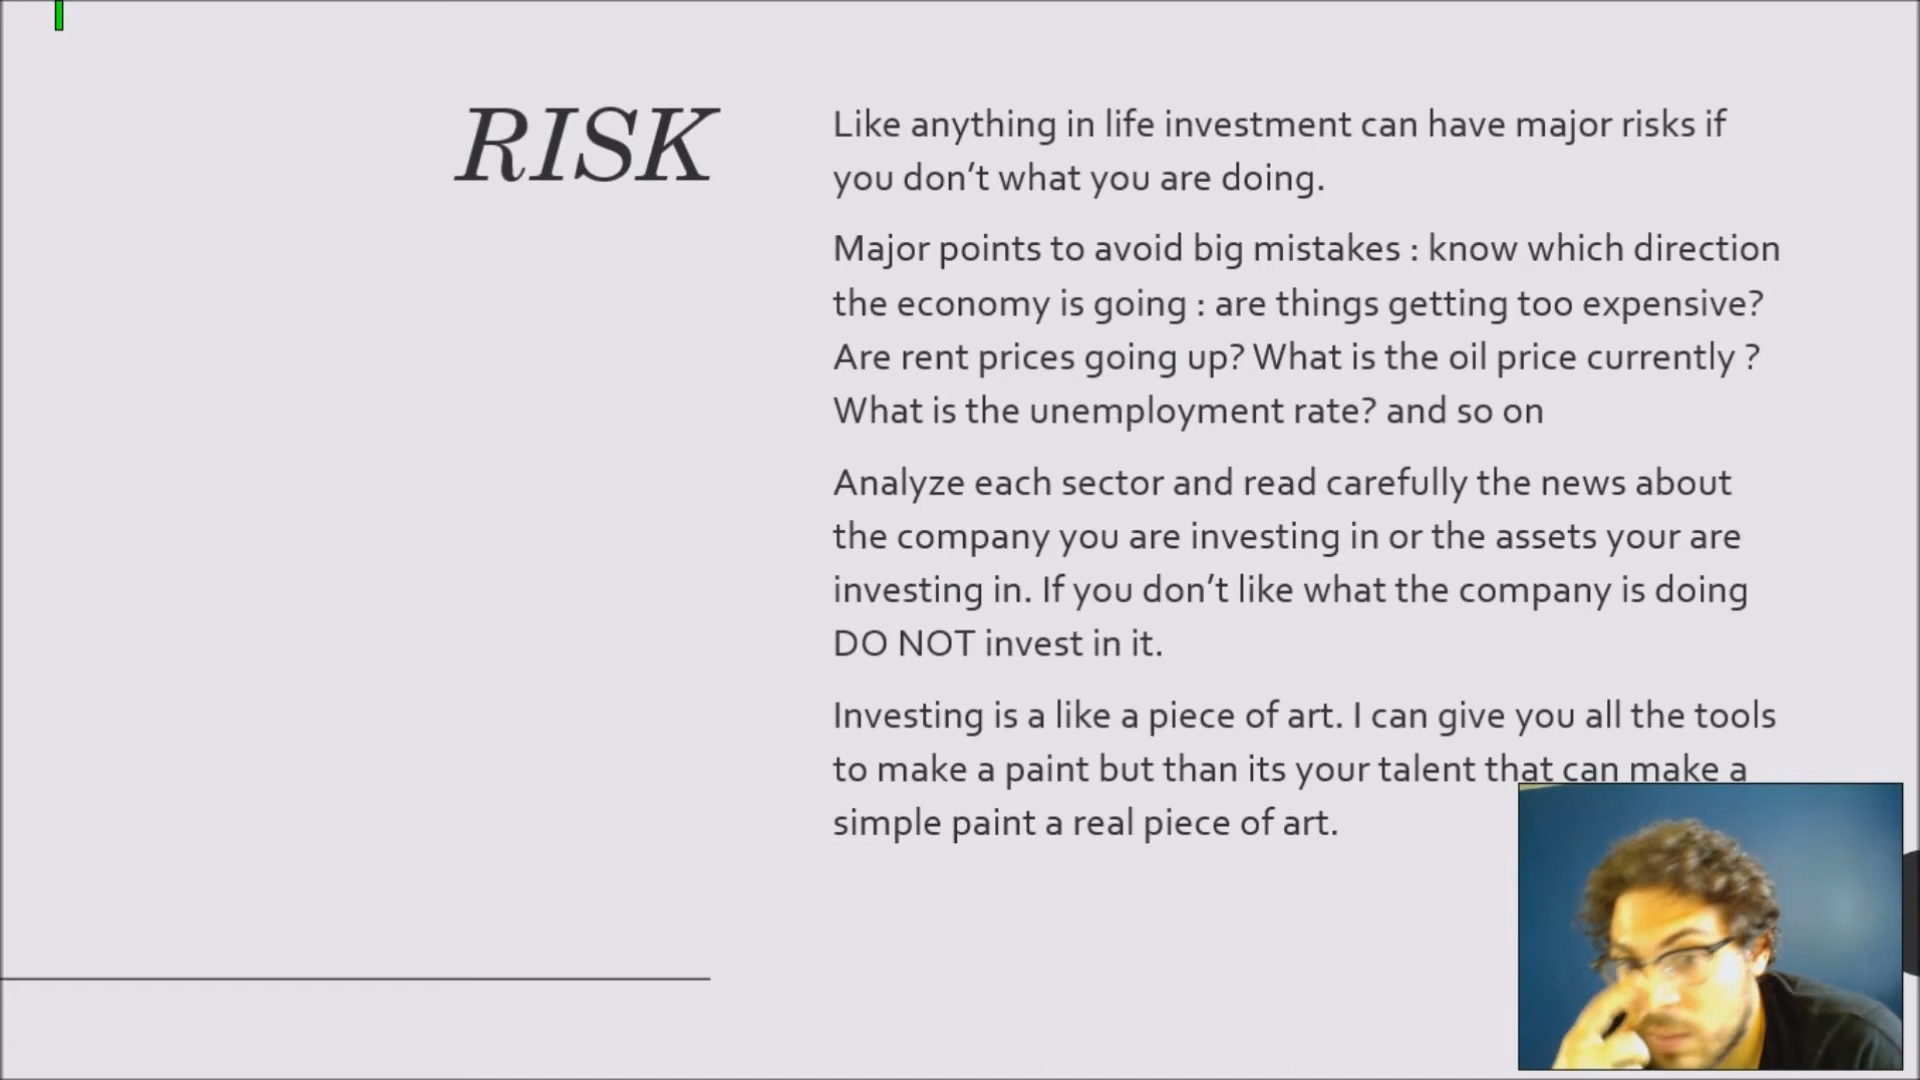 RISK
Like anything in life investment can have major risks if
you don’t what you are doing.
Major points to avoid big mistakes : know which direction
the economy is going : are things getting too expensive?
Are rent prices going up? What is the oil price currently ?
What is the unemployment rate? and so on
Analyze each sector and read carefully the news about
the company you are investing in or the assets your are
investing in. If you don’t like what the company is doing
DO NOT invest in it.
Investing is a like a piece of art. I can give you all the tools
to make a paint but than its your talent that can make a
simple paint a real piece of art.